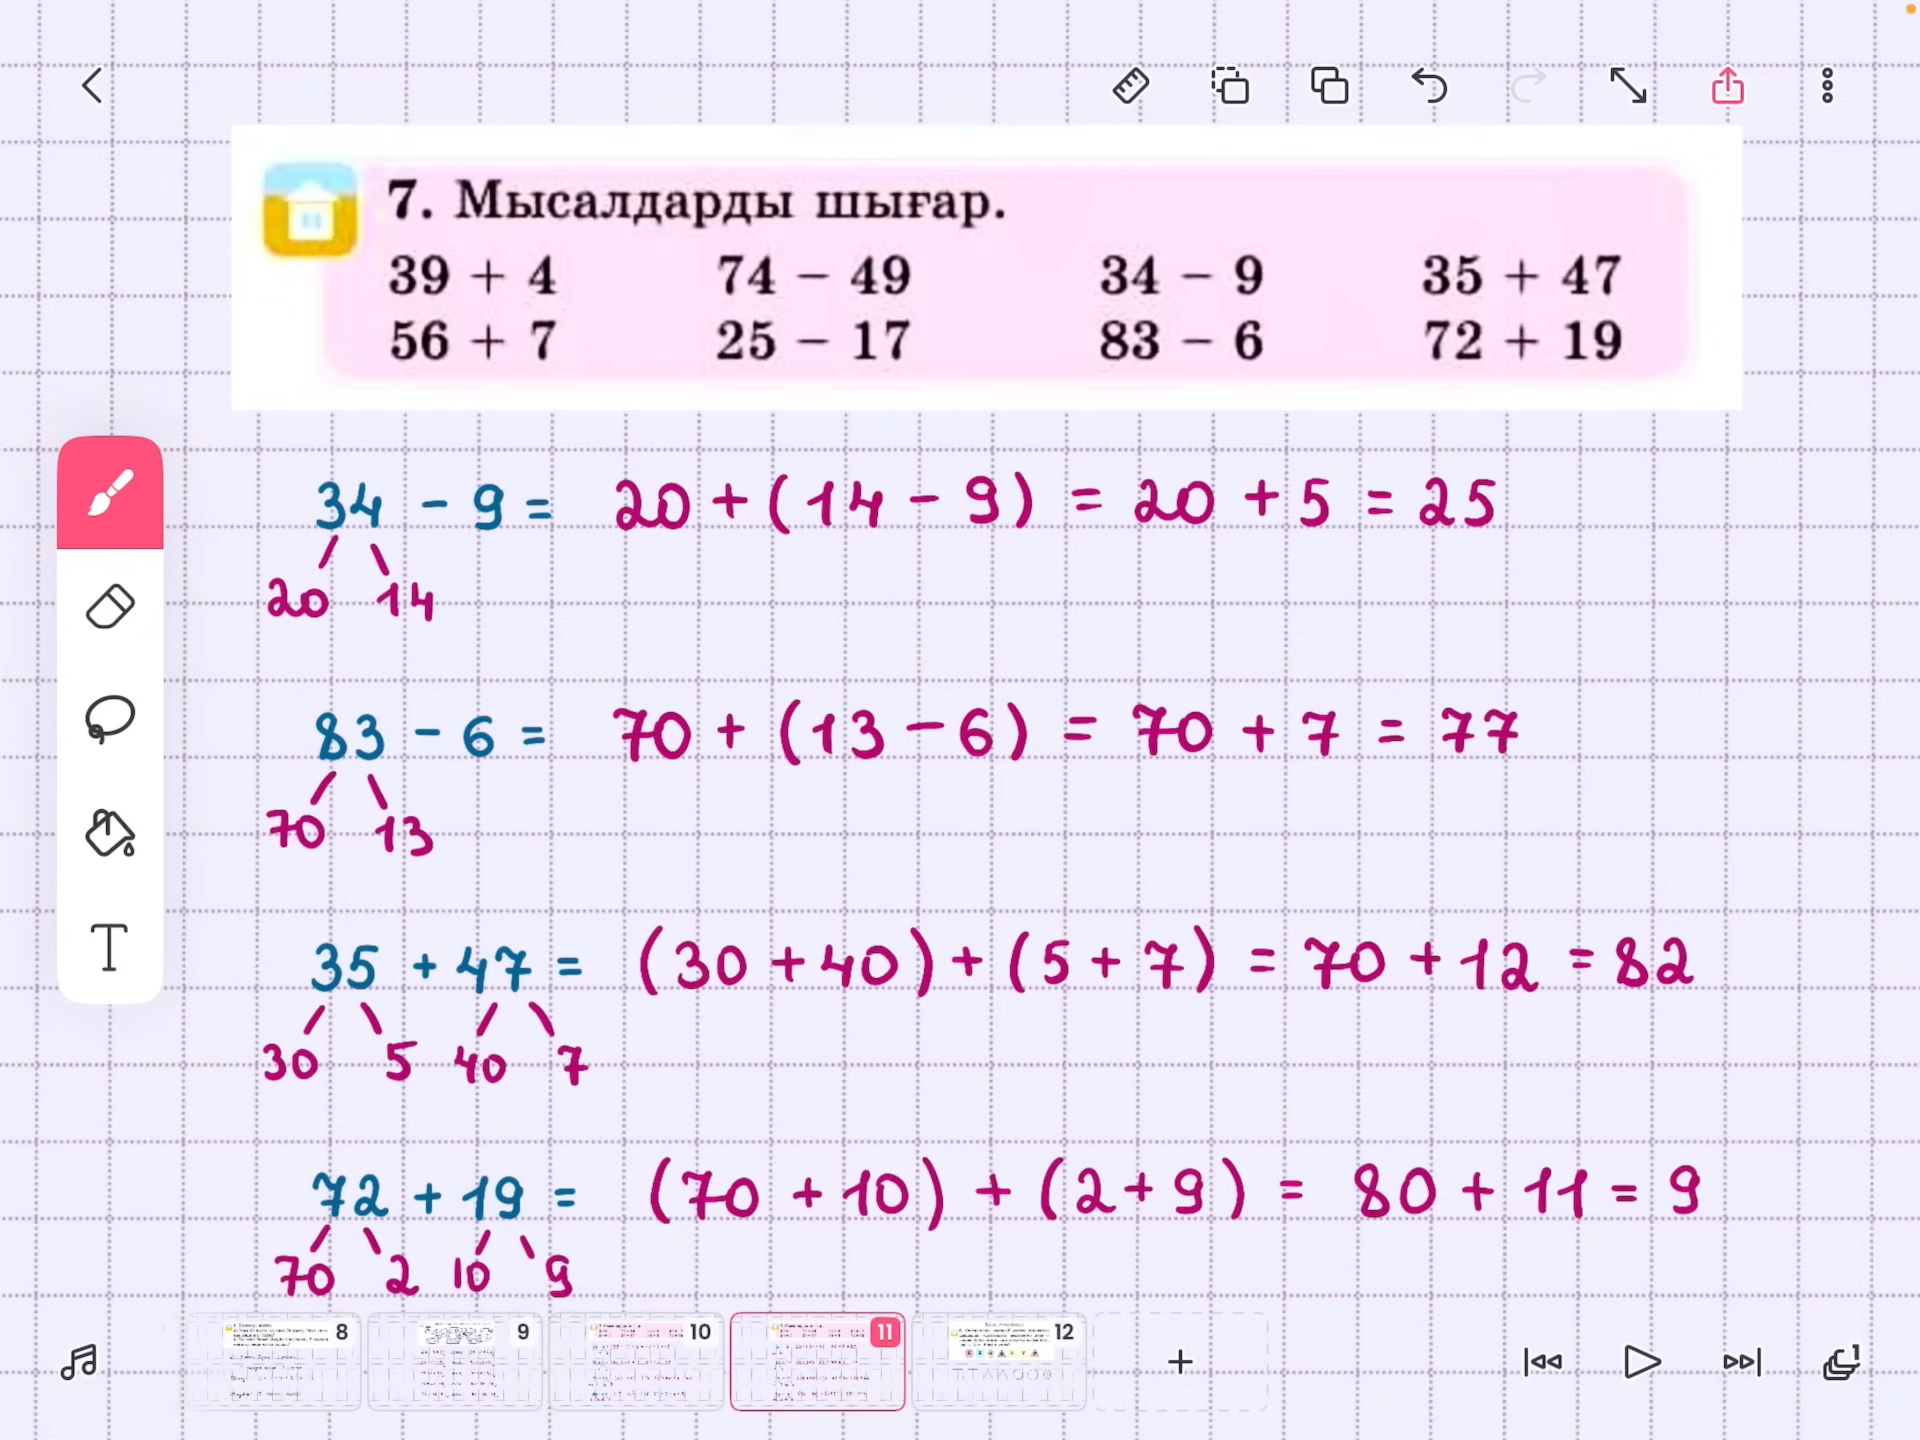 7. Мысалдарды шығар.
39 + 4 74 − 49 34 − 9 35 + 47
56 + 7 25 − 17 83 − 6 72 + 19
34 - 9 = 20 + (14 - 9) = 20 + 5 = 25
20 14
83 - 6 = 70 + (13 - 6) = 70 + 7 = 77
70 13
35 + 47 = (30 + 40) + (5 + 7) = 70 + 12 = 82
30 5 40 7
72 + 19 = (70 + 10) + (2 + 9) = 80 + 11 = 9
70 2 10 9
T
8 9 10 11 12
+
1